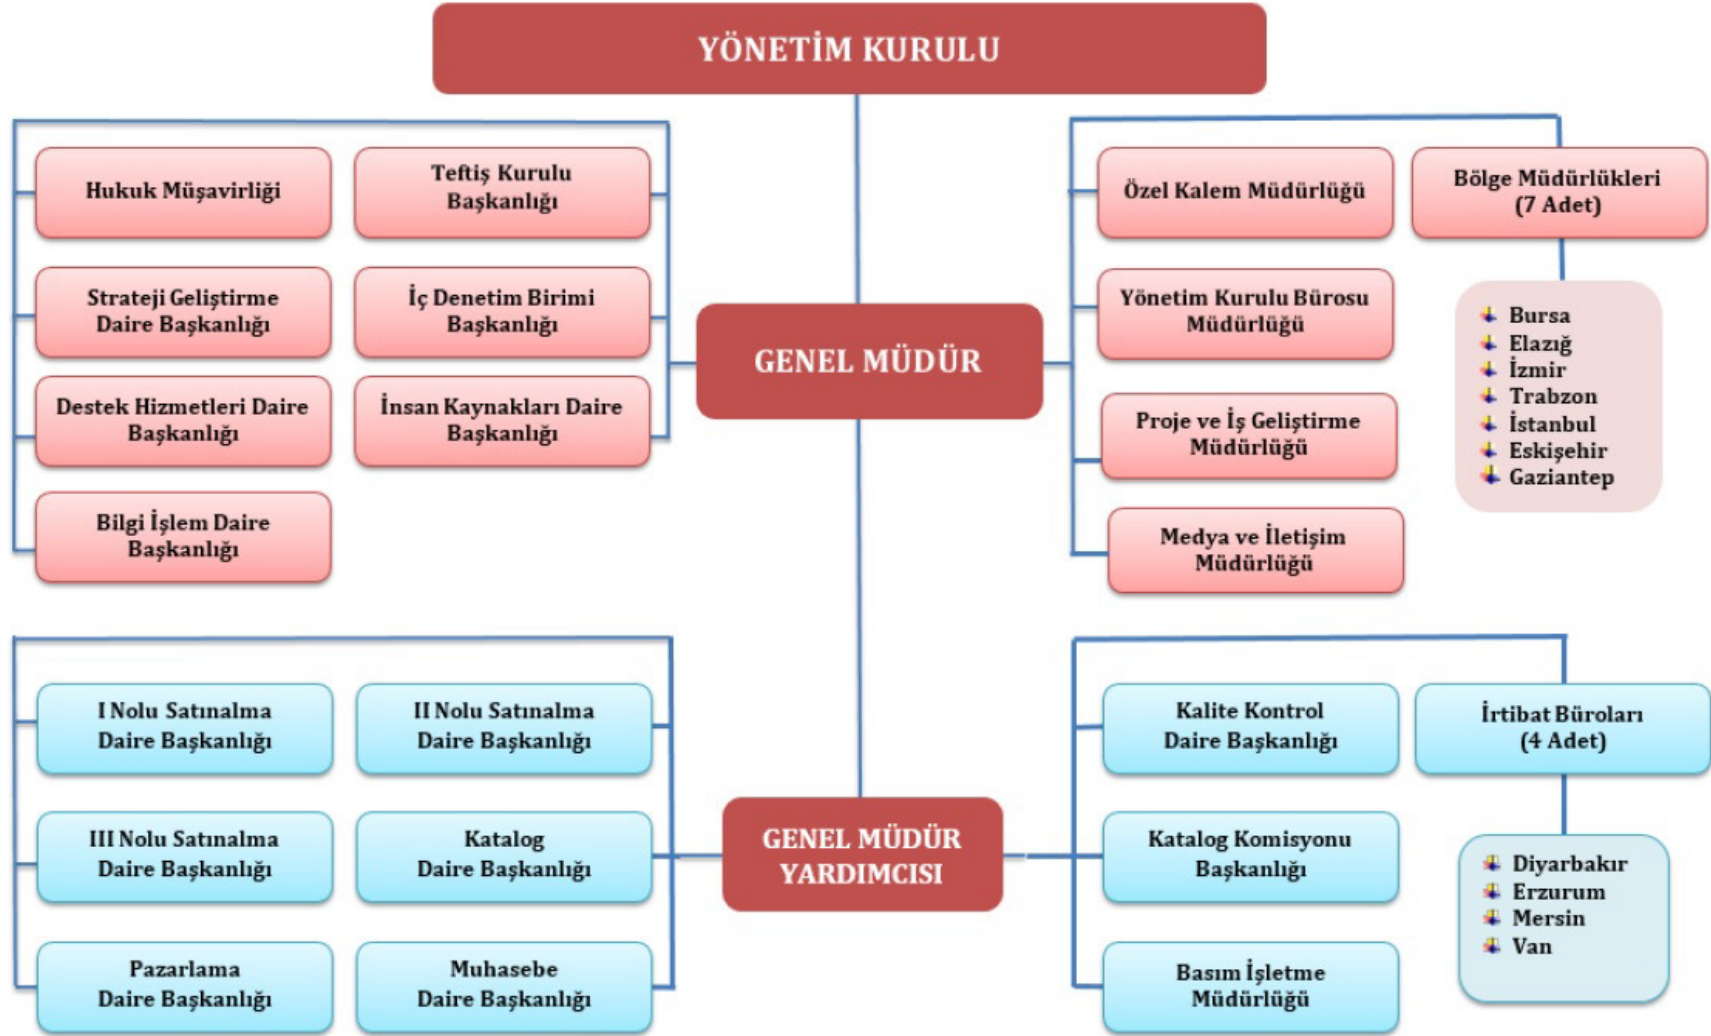 YÖNETİM KURULU
Hukuk Müşavirliği
Teftiş Kurulu
Başkanlığı
Strateji Geliştirme
Daire Başkanlığı
İç Denetim Birimi
Başkanlığı
Destek Hizmetleri Daire
Başkanlığı
İnsan Kaynakları Daire
Başkanlığı
Bilgi İşlem Daire
Başkanlığı
GENEL MÜDÜR
Özel Kalem Müdürlüğü
Bölge Müdürlükleri
(7 Adet)
Yönetim Kurulu Bürosu
Müdürlüğü
Proje ve İş Geliştirme
Müdürlüğü
Medya ve İletişim
Müdürlüğü
Bursa
Elazığ
İzmir
Trabzon
İstanbul
Eskişehir
Gaziantep
I Nolu Satınalma
Daire Başkanlığı
II Nolu Satınalma
Daire Başkanlığı
III Nolu Satınalma
Daire Başkanlığı
Katalog
Daire Başkanlığı
Pazarlama
Daire Başkanlığı
Muhasebe
Daire Başkanlığı
GENEL MÜDÜR
YARDIMCISI
Kalite Kontrol
Daire Başkanlığı
İrtibat Büroları
(4 Adet)
Katalog Komisyonu
Başkanlığı
Basım İşletme
Müdürlüğü
Diyarbakır
Erzurum
Mersin
Van